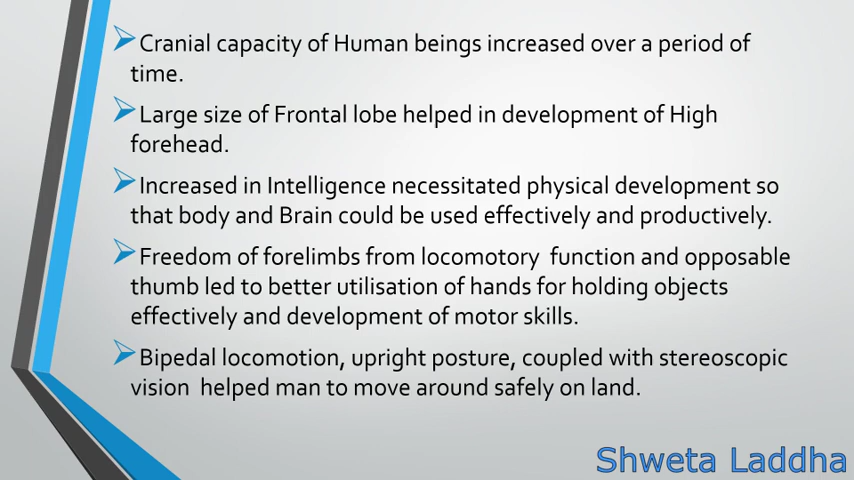 Cranial capacity of Human beings increased over a period of
time.
Large size of Frontal lobe helped in development of High
forehead.
Increased in Intelligence necessitated physical development so
that body and Brain could be used effectively and productively.
Freedom of forelimbs from locomotory function and opposable
thumb led to better utilisation of hands for holding objects
effectively and development of motor skills.
Bipedal locomotion, upright posture, coupled with stereoscopic
vision helped man to move around safely on land.
Shweta Laddha